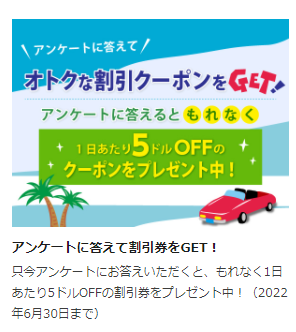 アンケートに答えて
オトクな割引クーポンをGET!
アンケートに答えるともれなく
1日あたり5ドルOFFの
クーポンをプレゼント中！
アンケートに答えて割引券をGET！
只今アンケートにお答えいただくと、もれなく1日
あたり5ドルOFFの割引券をプレゼント中！（2022
年6月30日まで）